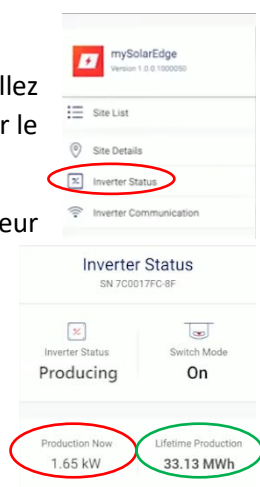 mySolarEdge
Version 1.0.0.1000050
llez
Site List
r le
Site Details
Inverter Status
Inverter Communication
eur
Inverter Status
SN 7C0017FC-8F
Inverter Status Switch Mode
Producing On
Production Now Lifetime Production
1.65 kW 33.13 MWh